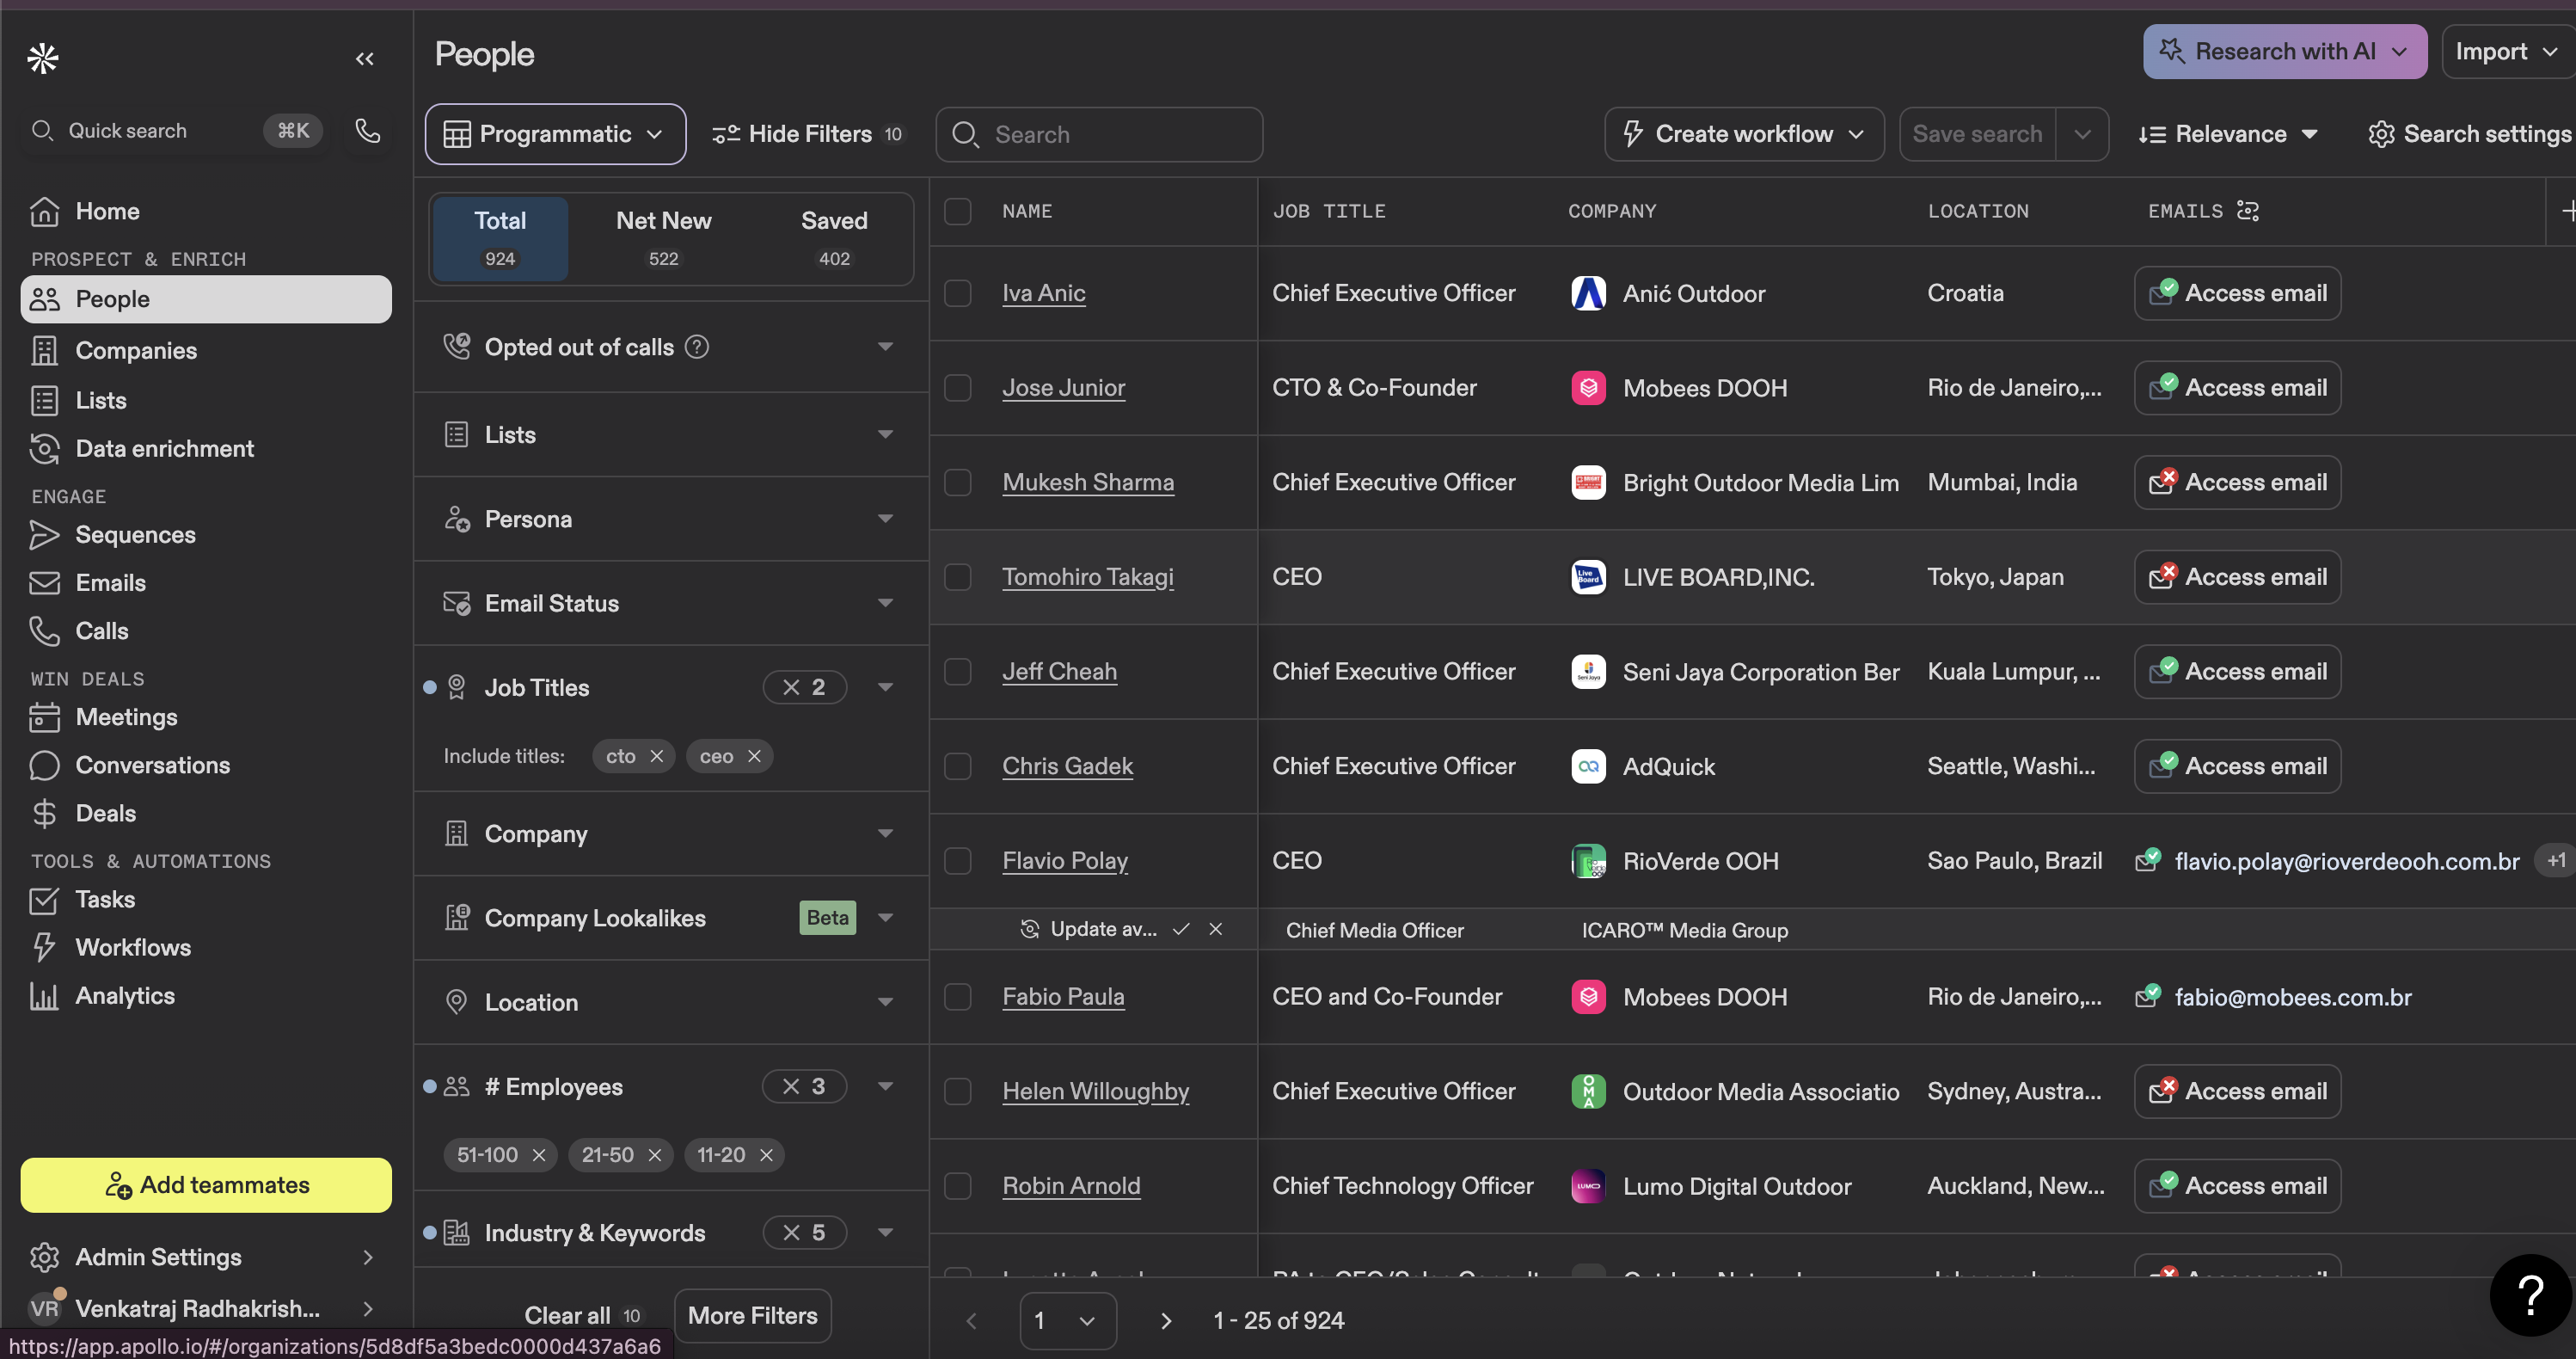 People
Research with AI
Import
Quick search
⌘K
Programmatic
Hide Filters 10
Search
Create workflow
Save search
Relevance
Search settings
Home
PROSPECT & ENRICH
People
Companies
Lists
Data enrichment
ENGAGE
Sequences
Emails
Calls
WIN DEALS
Meetings
Conversations
Deals
TOOLS & AUTOMATIONS
Tasks
Workflows
Analytics
Add teammates
Admin Settings
VR Venkatraj Radhakrish...
https://app.apollo.io/#/organizations/5d8df5a3bedc0000d437a6a6
Total Net New Saved
924 522 402
Opted out of calls ?
Lists
Persona
Email Status
Job Titles 2
Include titles: cto ceo
Company
Company Lookalikes Beta
Location
# Employees 3
51-100 21-50 11-20
Industry & Keywords 5
Clear all 10 More Filters
NAME JOB TITLE COMPANY LOCATION EMAILS
Iva Anic Chief Executive Officer Anić Outdoor Croatia Access email
Jose Junior CTO & Co-Founder Mobees DOOH Rio de Janeiro,... Access email
Mukesh Sharma Chief Executive Officer Bright Outdoor Media Lim Mumbai, India Access email
Tomohiro Takagi CEO LIVE BOARD,INC. Tokyo, Japan Access email
Jeff Cheah Chief Executive Officer Seni Jaya Corporation Ber Kuala Lumpur, ... Access email
Chris Gadek Chief Executive Officer AdQuick Seattle, Washi... Access email
Flavio Polay CEO RioVerde OOH Sao Paulo, Brazil flavio.polay@rioverdeooh.com.br +1
Update av... Chief Media Officer ICARO™ Media Group
Fabio Paula CEO and Co-Founder Mobees DOOH Rio de Janeiro,... fabio@mobees.com.br
Helen Willoughby Chief Executive Officer OMA Outdoor Media Associatio Sydney, Austra... Access email
Robin Arnold Chief Technology Officer LUMO Lumo Digital Outdoor Auckland, New... Access email
1 1 - 25 of 924
?